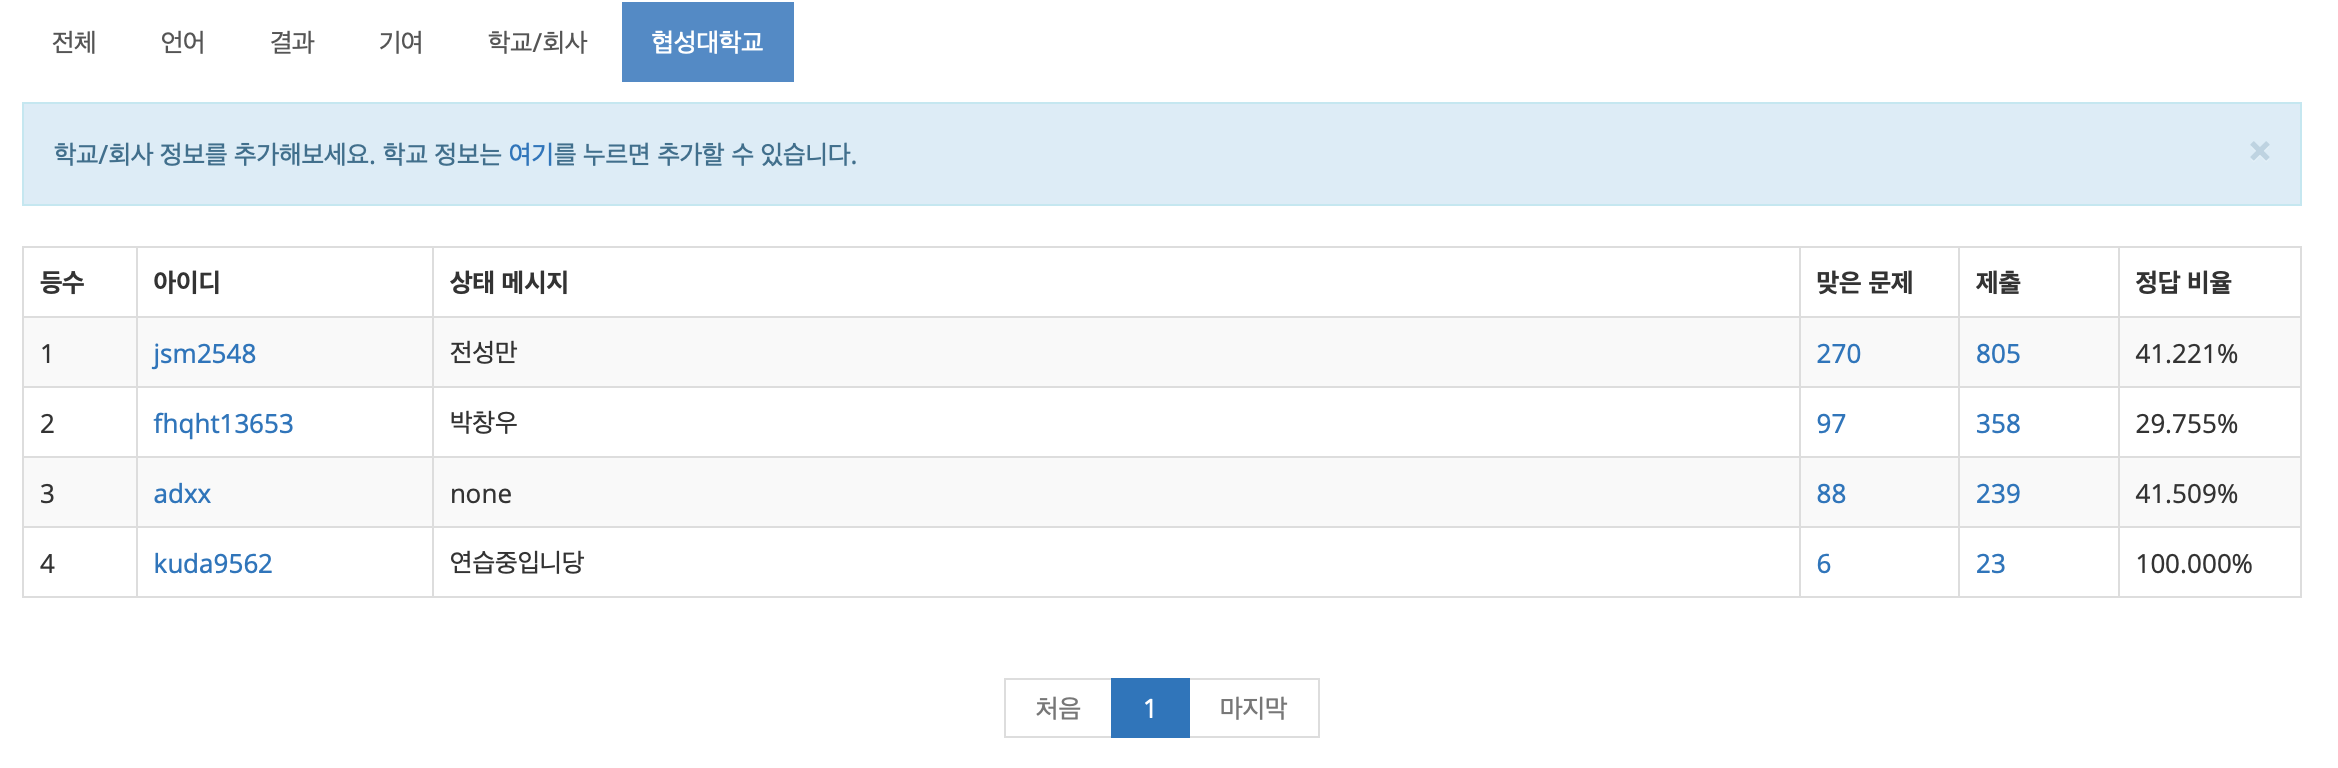 전체 언어 결과 기여 학교/회사 협성대학교
학교/회사 정보를 추가해보세요. 학교 정보는 여기를 누르면 추가할 수 있습니다. ×
등수 아이디 상태 메시지 맞은 문제 제출 정답 비율
1 jsm2548 전성만 270 805 41.221%
2 fhqht13653 박창우 97 358 29.755%
3 adxx none 88 239 41.509%
4 kuda9562 연습중입니당 6 23 100.000%
처음 1 마지막